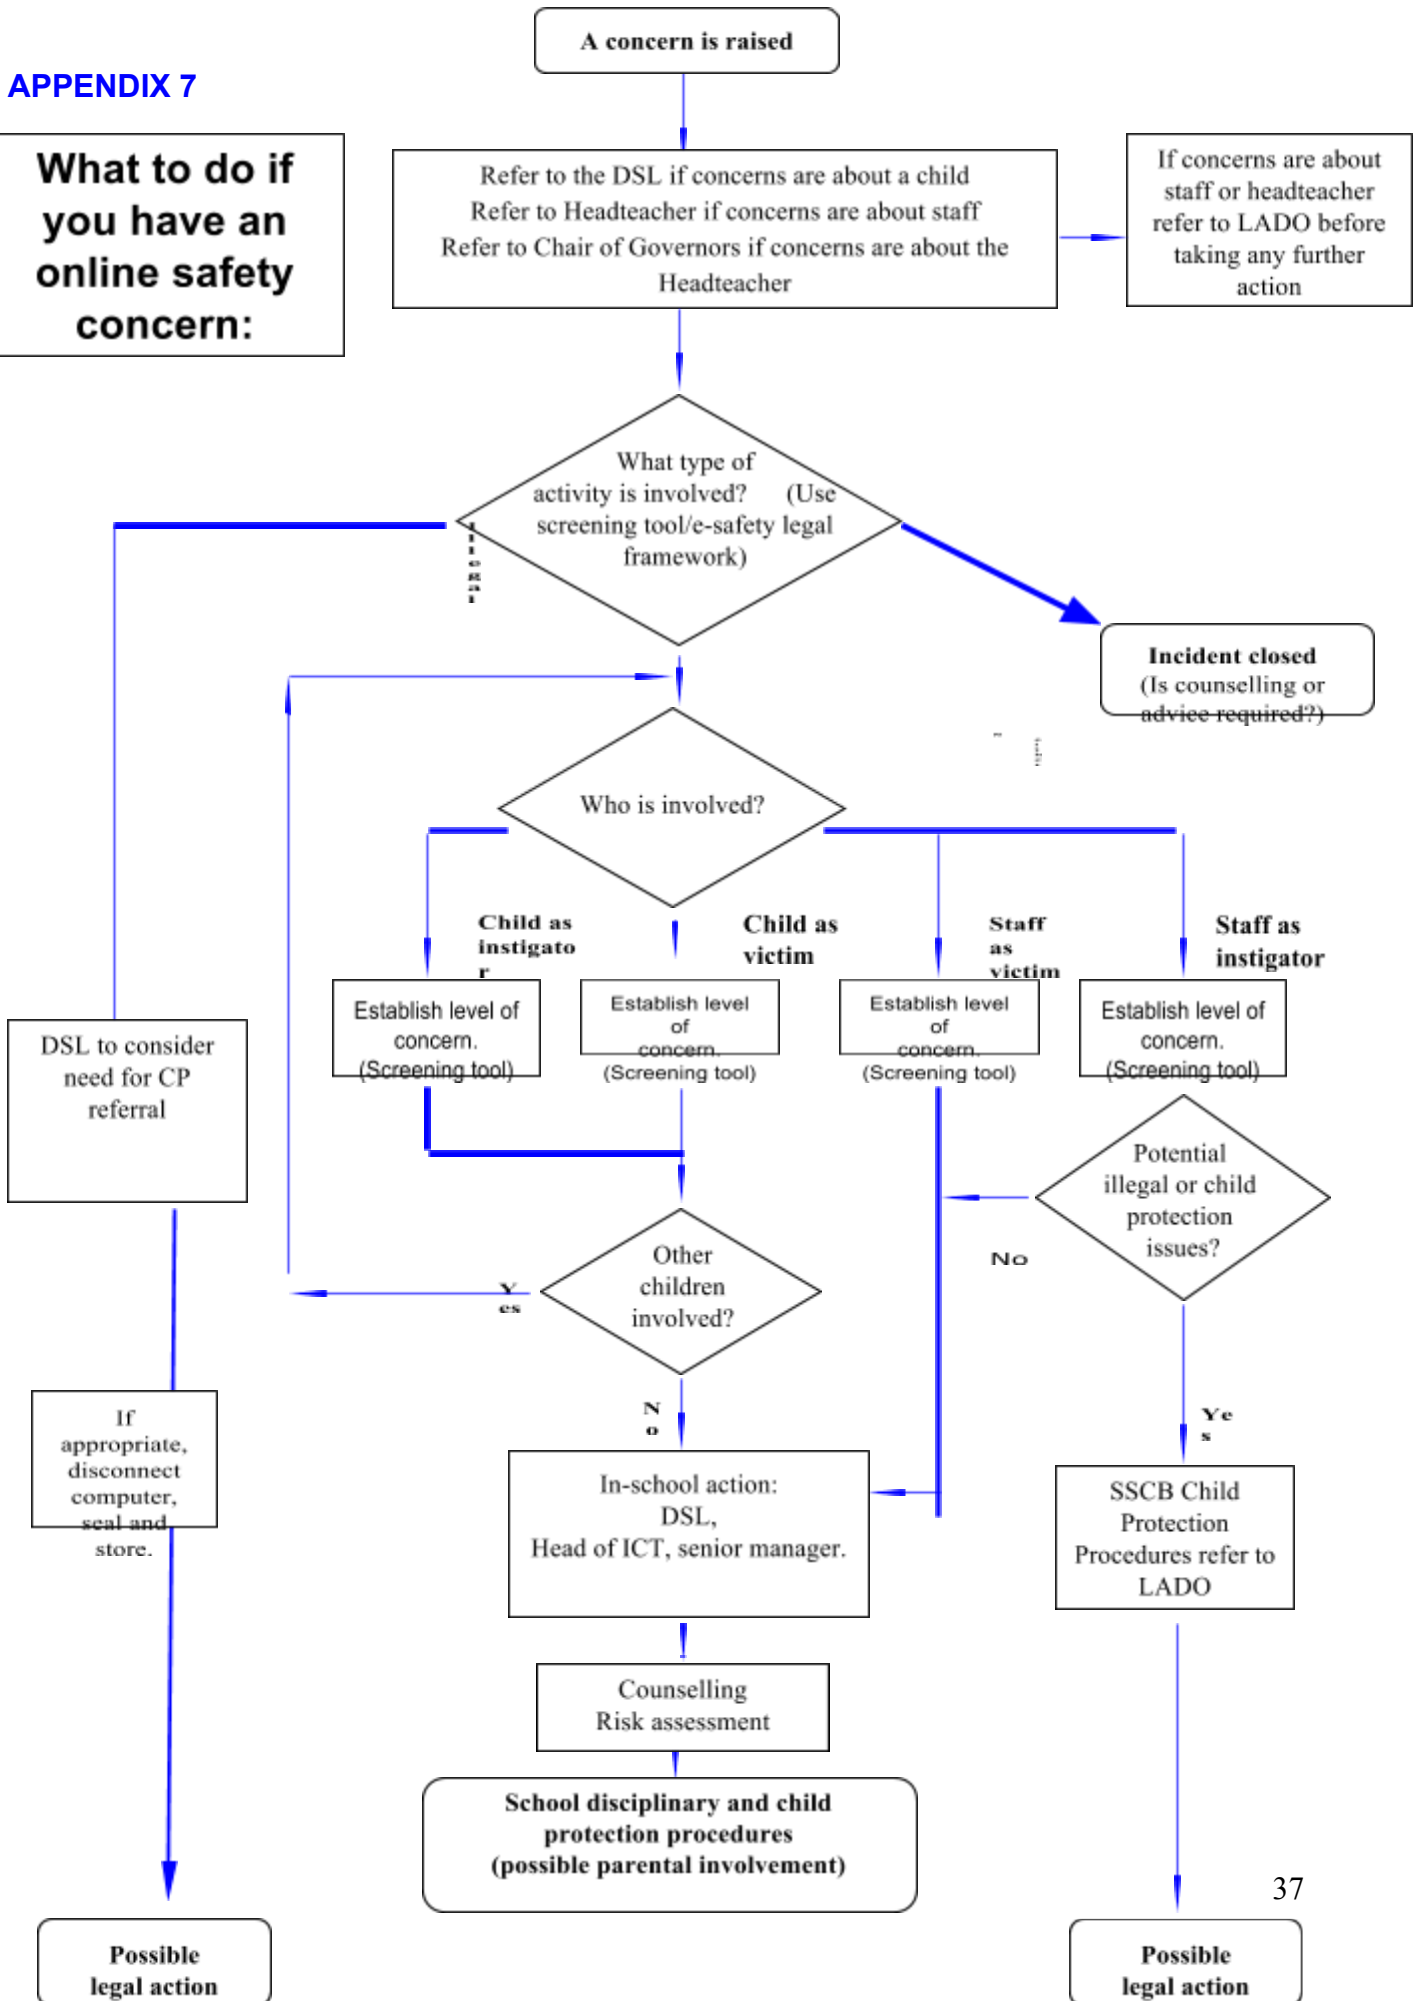 A concern is raised
APPENDIX 7
What to do if
you have an
online safety
concern:
Refer to the DSL if concerns are about a child
Refer to Headteacher if concerns are about staff
Refer to Chair of Governors if concerns are about the
Headteacher
If concerns are about
staff or headteacher
refer to LADO before
taking any further
action
What type of
activity is involved? (Use
screening tool/e-safety legal
framework)
Incident closed
(Is counselling or
advice required?)
Who is involved?
Child as
instigato
r
Child as
victim
Staff
as
victim
Staff as
instigator
Establish level of
concern.
(Screening tool)
Establish level
of
concern.
(Screening tool)
Establish level
of
concern.
(Screening tool)
Establish level of
concern.
(Screening tool)
DSL to consider
need for CP
referral
Potential
illegal or child
protection
issues?
No
Other
children
involved?
Y
es
N
o
Ye
s
If
appropriate,
disconnect
computer,
seal and
store.
In-school action:
DSL,
Head of ICT, senior manager.
SSCB Child
Protection
Procedures refer to
LADO
Counselling
Risk assessment
School disciplinary and child
protection procedures
(possible parental involvement)
37
Possible
legal action
Possible
legal action